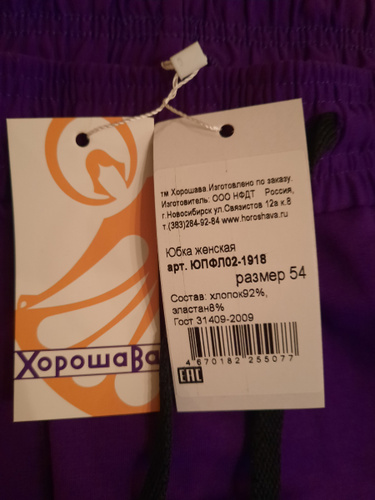 ХорошаВа
тм Хорошава.Изготовлено по заказу.
Изготовитель: ООО НФДТ Россия,
г.Новосибирск ул.Связистов 12а к.8
т.(383)284-92-84 www.horoshava.ru
Юбка женская
арт. ЮПФЛ02-1918
размер 54
Состав: хлопок92%,
эластан8%
Гост 31409-2009
4 670182 255077
EAC